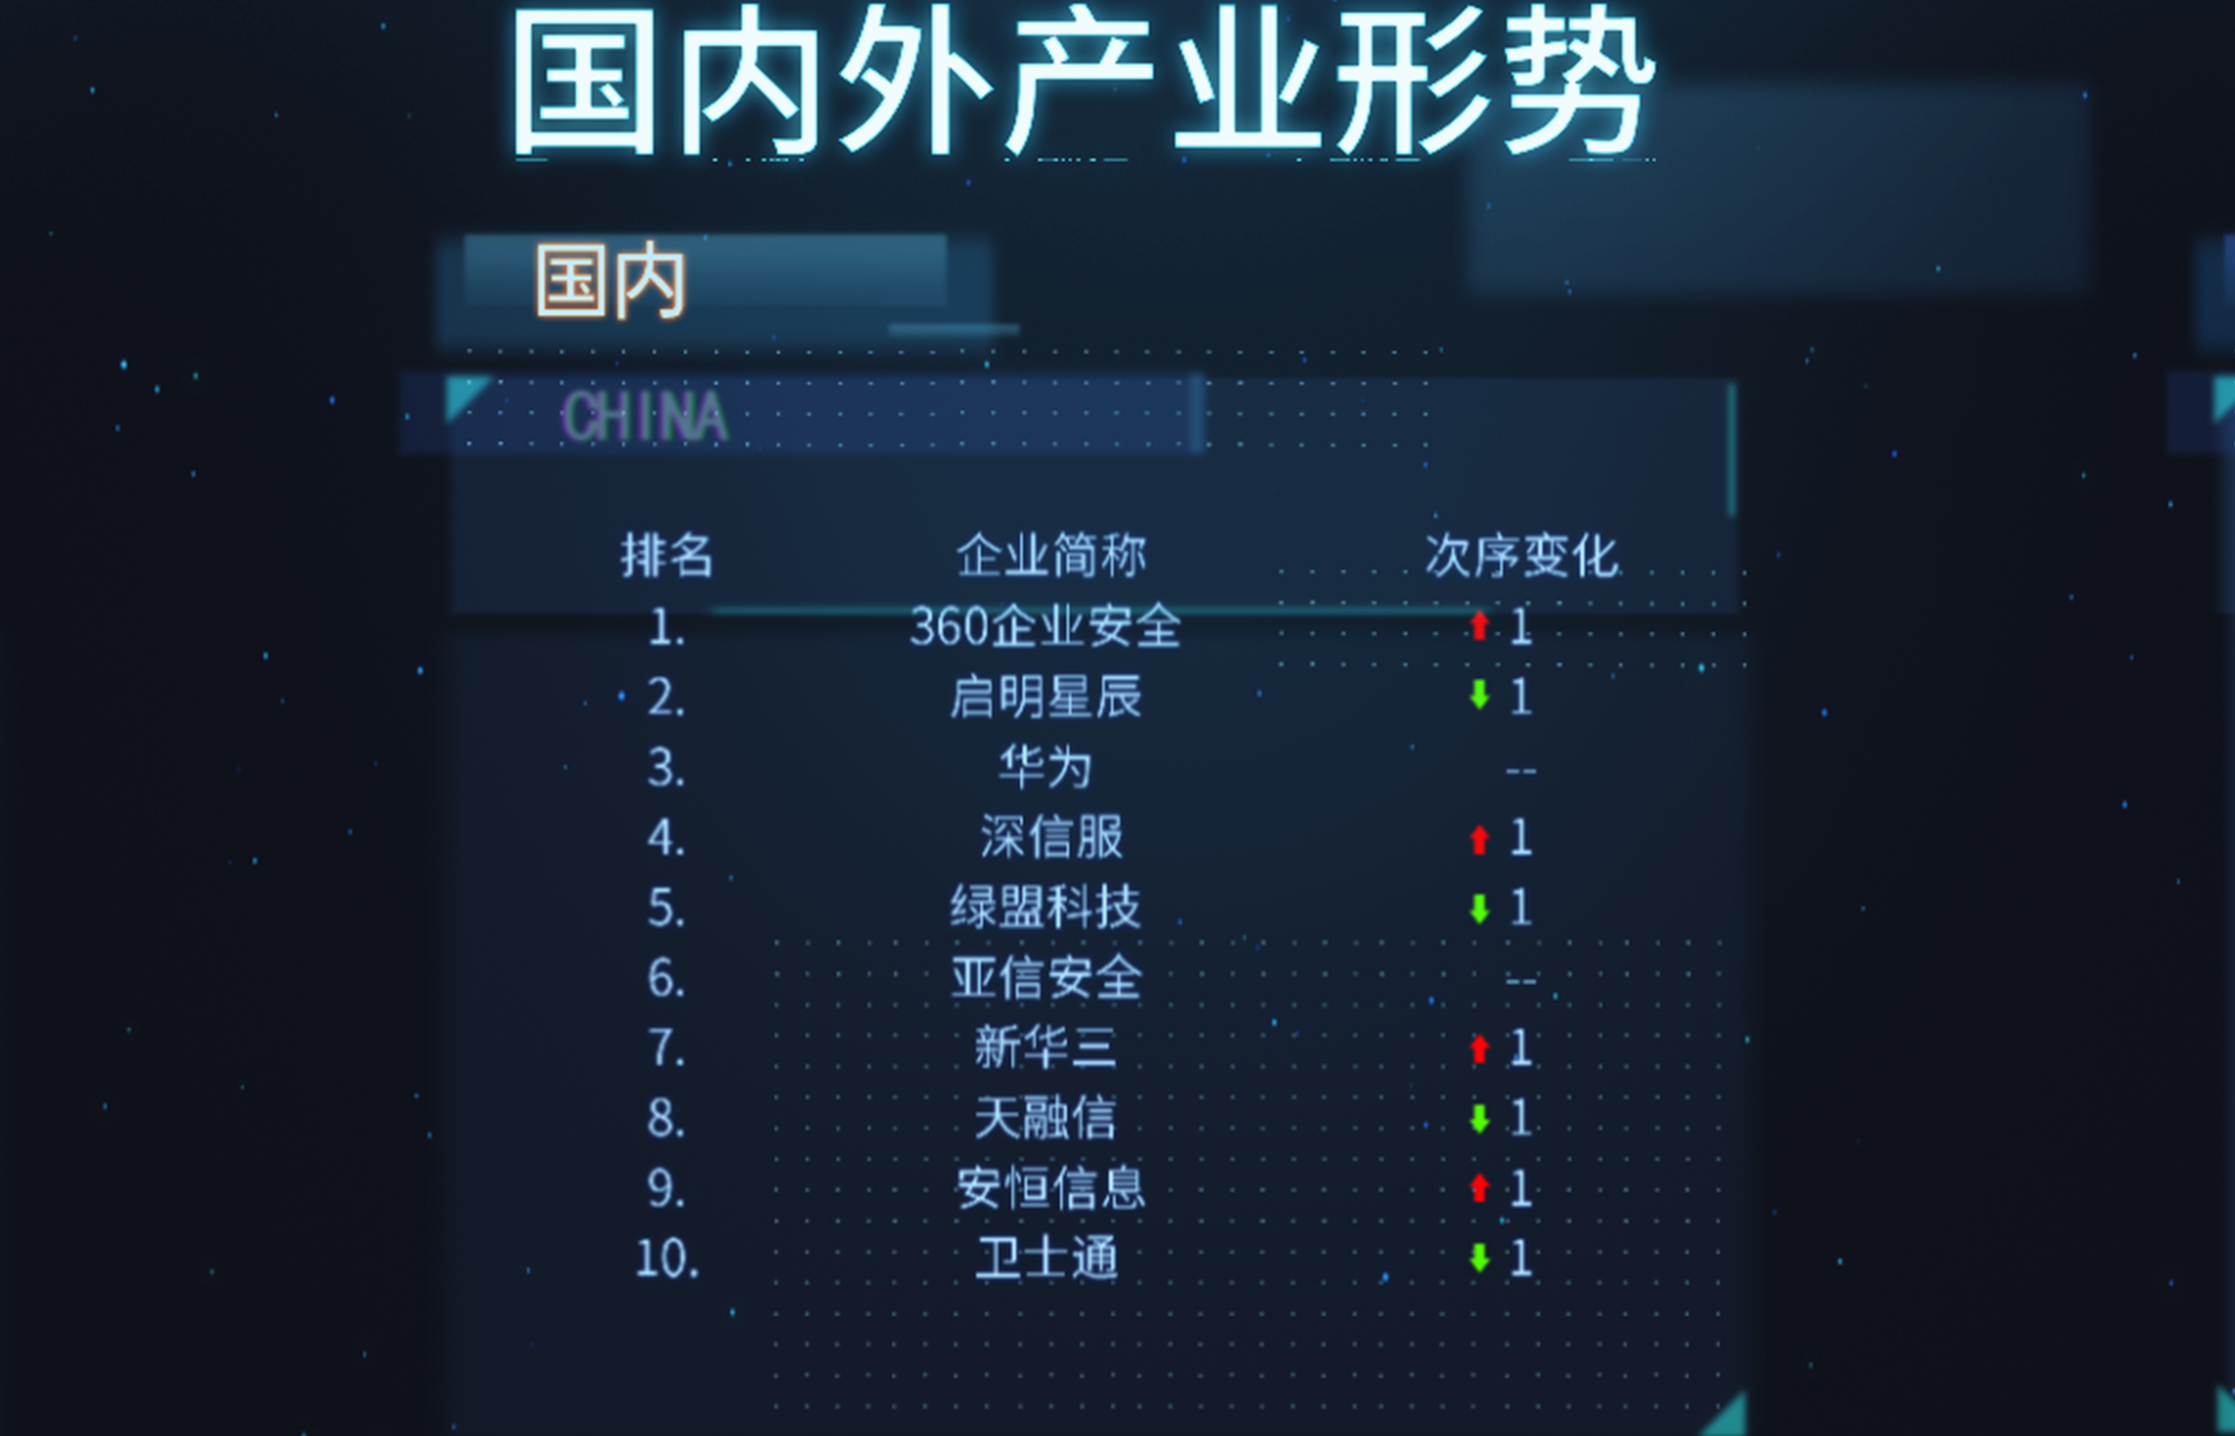 国内外产业形势
国内
CHINA
排名 企业简称 次序变化
1. 360企业安全 ⬆ 1
2. 启明星辰 ⬇ 1
3. 华为 --
4. 深信服 ⬆ 1
5. 绿盟科技 ⬇ 1
6. 亚信安全 --
7. 新华三 ⬆ 1
8. 天融信 ⬇ 1
9. 安恒信息 ⬆ 1
10. 卫士通 ⬇ 1